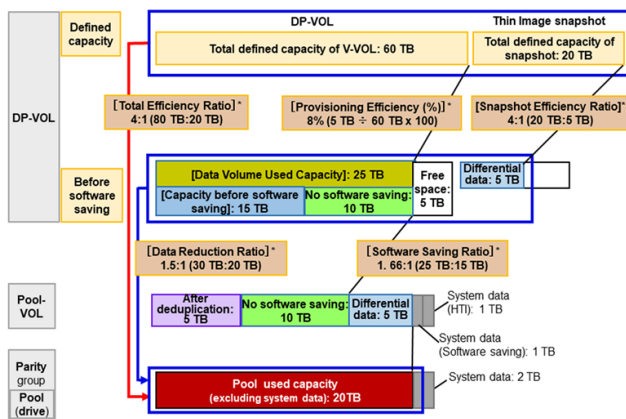 DP-VOL
Thin Image snapshot
Defined
capacity
Total defined capacity of V-VOL: 60 TB
Total defined capacity of
snapshot: 20 TB
DP-VOL
[Total Efficiency Ratio]*
4:1 (80 TB:20 TB)
[Provisioning Efficiency (%)]*
8% (5 TB ÷ 60 TB x 100)
[Snapshot Efficiency Ratio]*
4:1 (20 TB:5 TB)
Before
software
saving
[Data Volume Used Capacity]: 25 TB
Free
space:
5 TB
Differential
data: 5 TB
[Capacity before software
saving]: 15 TB
No software saving:
10 TB
[Data Reduction Ratio]*
1.5:1 (30 TB:20 TB)
[Software Saving Ratio]*
1. 66:1 (25 TB:15 TB)
Pool-
VOL
After
deduplication:
5 TB
No software saving:
10 TB
Differential
data: 5 TB
System data
(HTI): 1 TB
System data
(Software saving): 1 TB
Parity
group
Pool
(drive)
Pool used capacity
(excluding system data): 20TB
System data: 2 TB